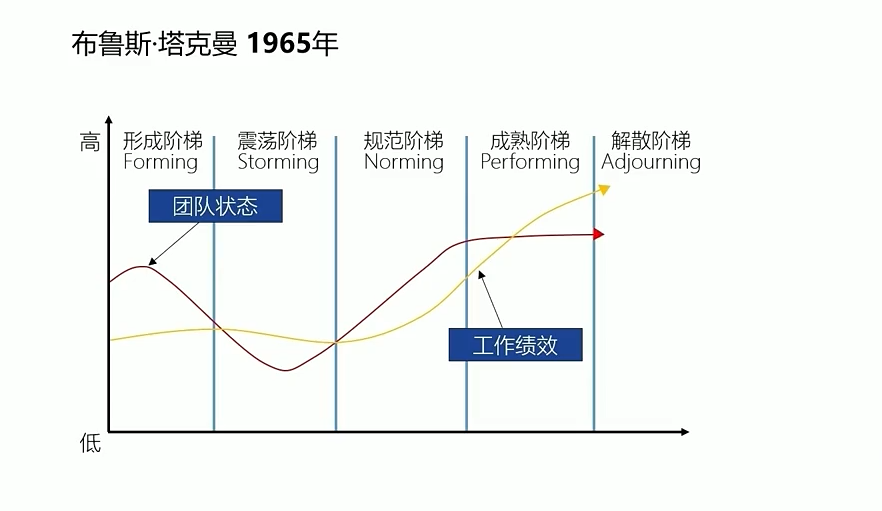 布鲁斯·塔克曼 1965年
高
形成阶梯
Forming
震荡阶梯
Storming
规范阶梯
Norming
成熟阶梯
Performing
解散阶梯
Adjourning
团队状态
工作绩效
低